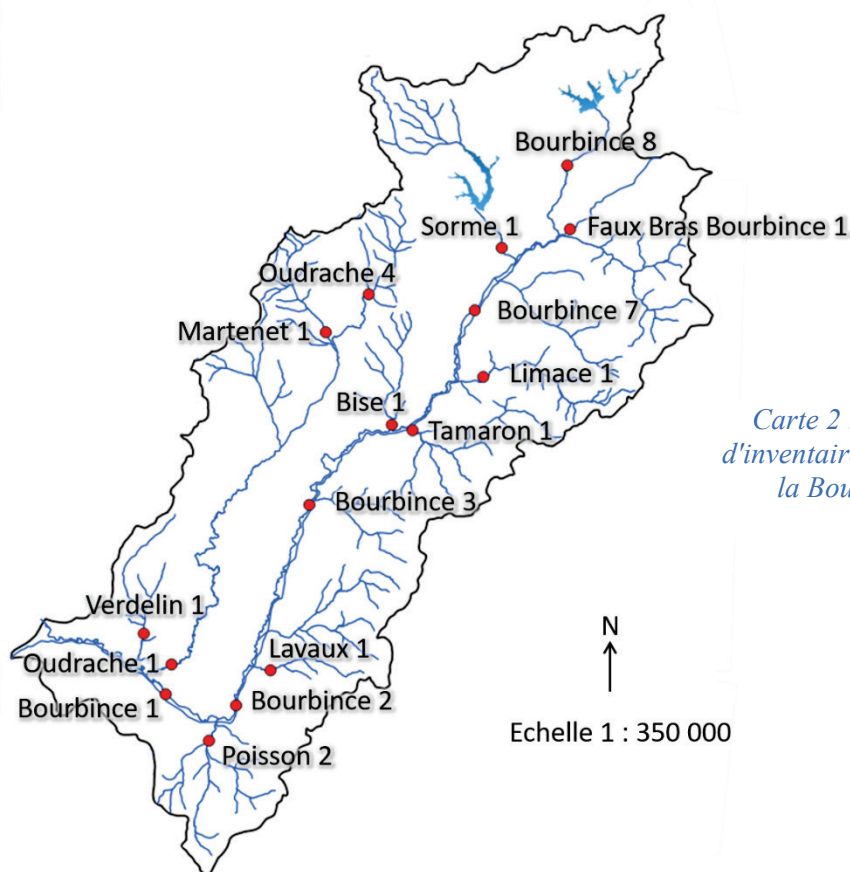 Bourbince 8
Sorme 1
Faux Bras Bourbince 1
Oudrache 4
Bourbince 7
Martenet 1
Limace 1
Bise 1
Tamaron 1
Carte 2
d'inventair
la Bou
Bourbince 3
Verdelin 1
N
Oudrache 1
Lavaux 1
Bourbince 1
Bourbince 2
Echelle 1 : 350 000
Poisson 2